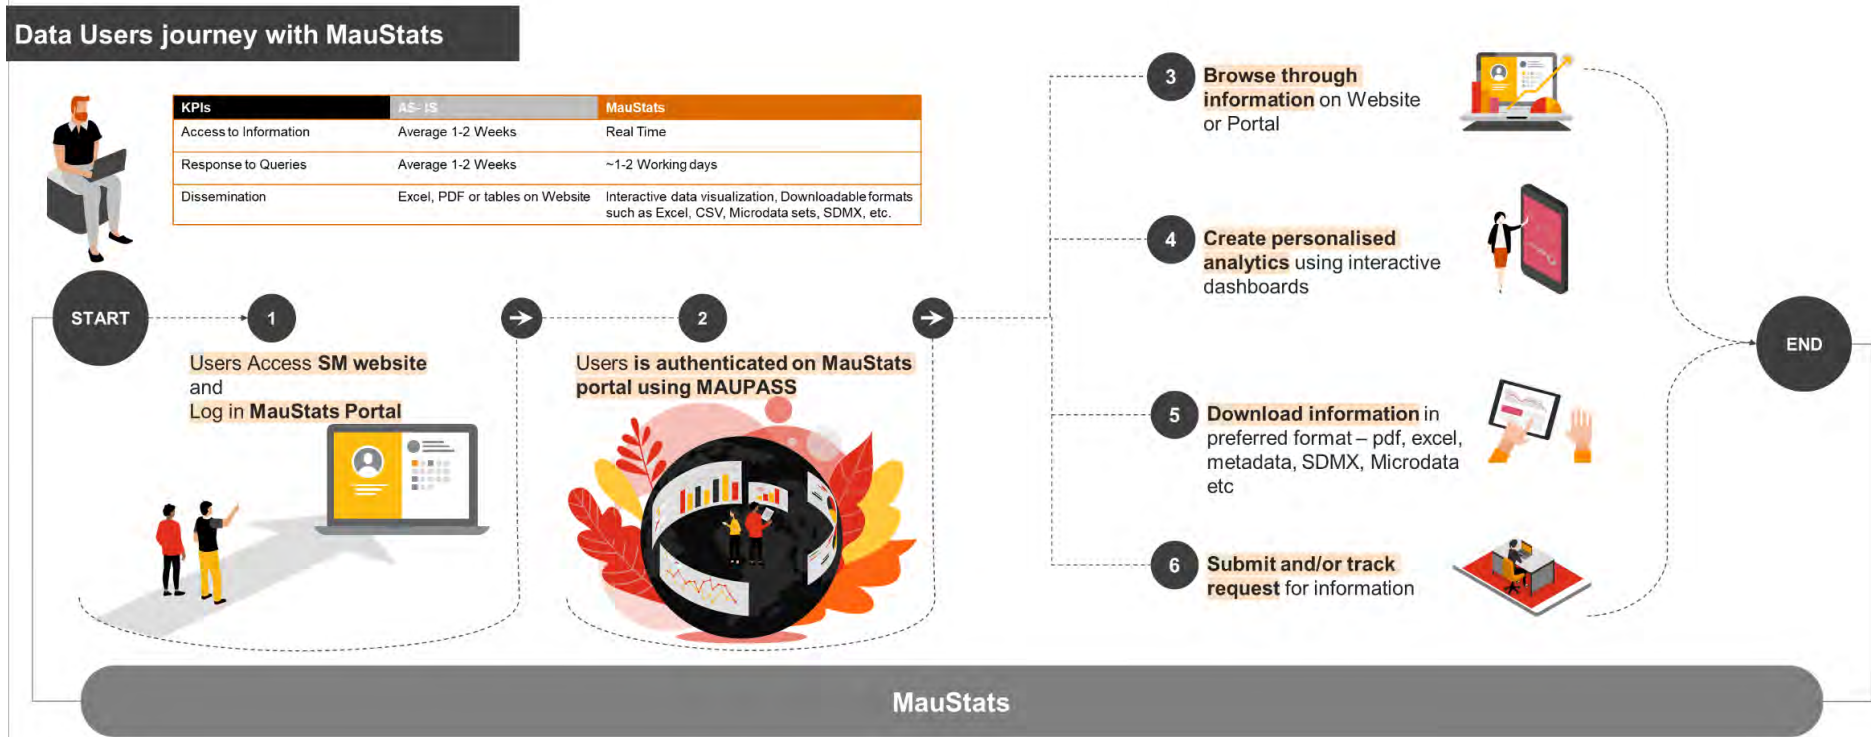 Data Users journey with MauStats
KPIs AS- IS MauStats
Access to Information Average 1-2 Weeks Real Time
Response to Queries Average 1-2 Weeks ~1-2 Working days
Dissemination Excel, PDF or tables on Website Interactive data visualization, Downloadable formats
such as Excel, CSV, Microdata sets, SDMX, etc.
START
1
Users Access SM website
and
Log in MauStats Portal
2
Users is authenticated on MauStats
portal using MAUPASS
3
Browse through
information on Website
or Portal
4
Create personalised
analytics using interactive
dashboards
5
Download information in
preferred format – pdf, excel,
metadata, SDMX, Microdata
etc
6
Submit and/or track
request for information
END
MauStats